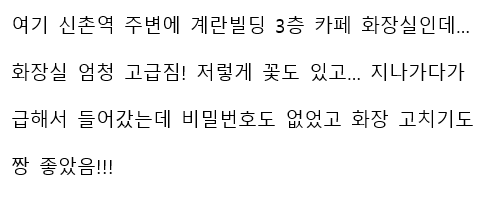 여기 신촌역 주변에 계란빌딩 3층 카페 화장실인데...
화장실 엄청 고급짐! 저렇게 꽃도 있고... 지나가다가
급해서 들어갔는데 비밀번호도 없었고 화장 고치기도
짱 좋았음!!!